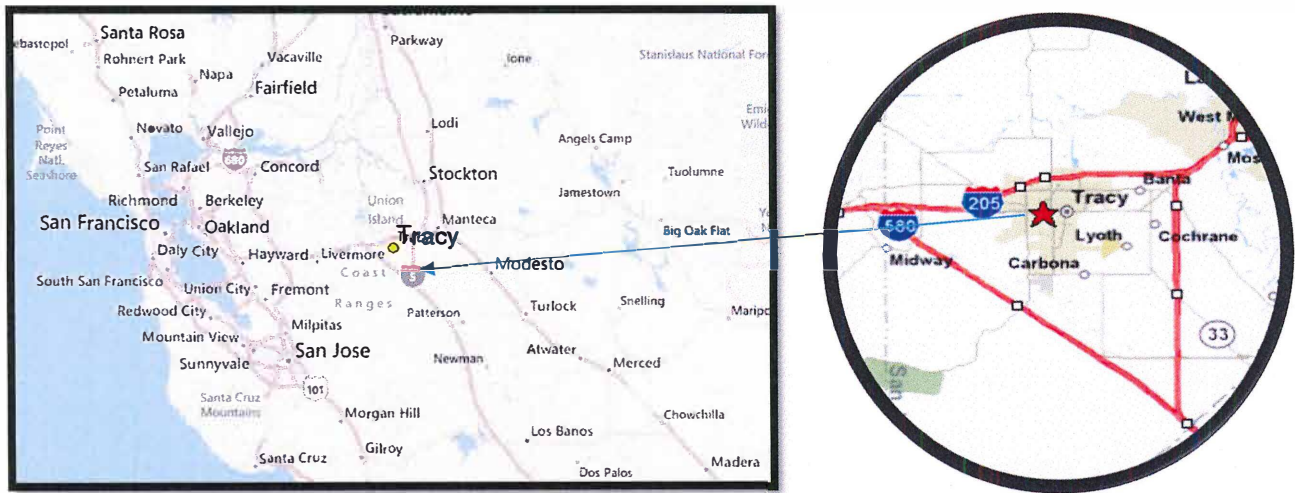 Santa Rosa
Parkway
Ione
Stanislaus National
Rohnert Park
Vacaville
Napa
Fairfield
Petaluma
Point
Reyes
Natl.
Seashore
Novato
Vallejo
Lodi
Angels Camp
San Rafael
680
Concord
Stockton
Tuolumne
Richmond
Berkeley
Union
Island
Jamestown
San Francisco
Oakland
Manteca
Tracy
Big Oak Flat
Daly City
Hayward
Livermore
Coast
Ranges
5
Modesto
South San Francisco
Union City
Fremont
Redwood City
Patterson
Turlock
Snelling
Milpitas
Mountain View
San Jose
Sunnyvale
Newman
Atwater
Merced
101
Santa Cruz
Mountains
Morgan Hill
Chowchilla
Los Banos
Gilroy
Santa Cruz
Dos Palos
Madera
West
Banta
205
Tracy
580
Lyoth
Cochrane
Midway
Carbona
33
San